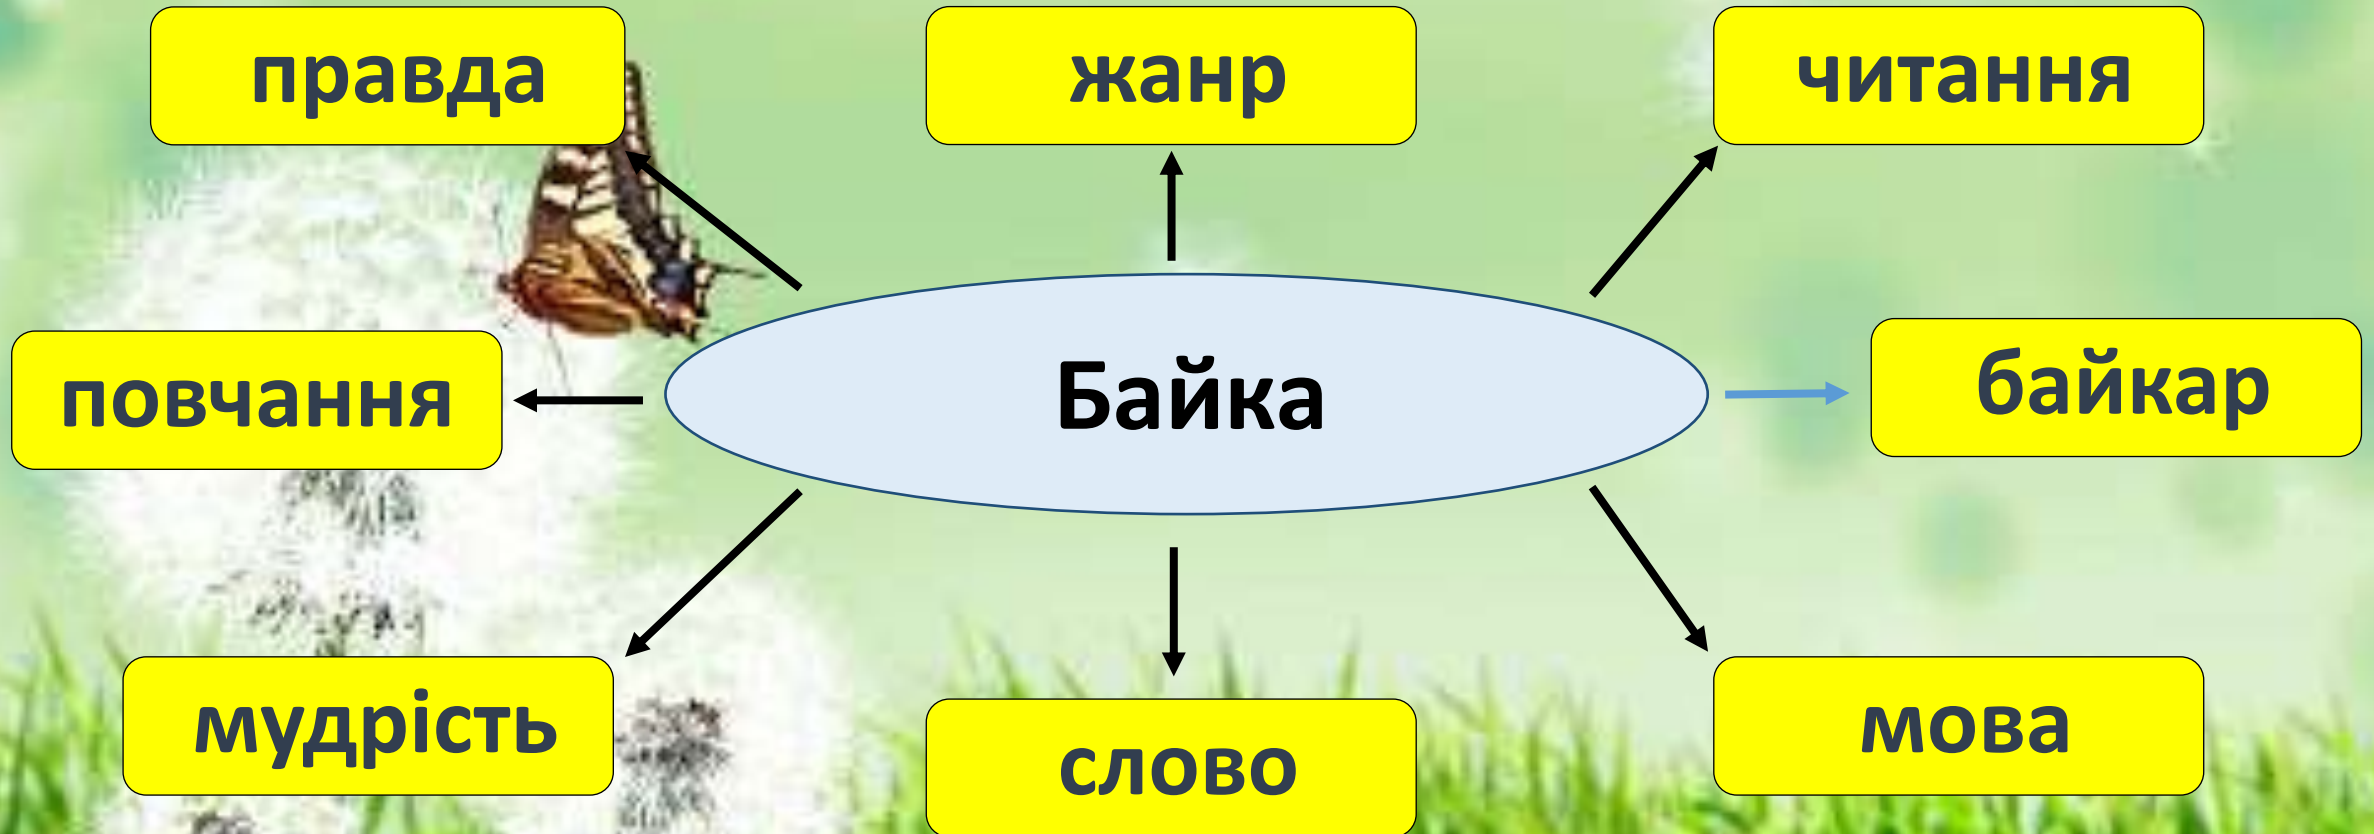 правда
жанр
читання
повчання
Байка
байкар
мудрість
слово
мова